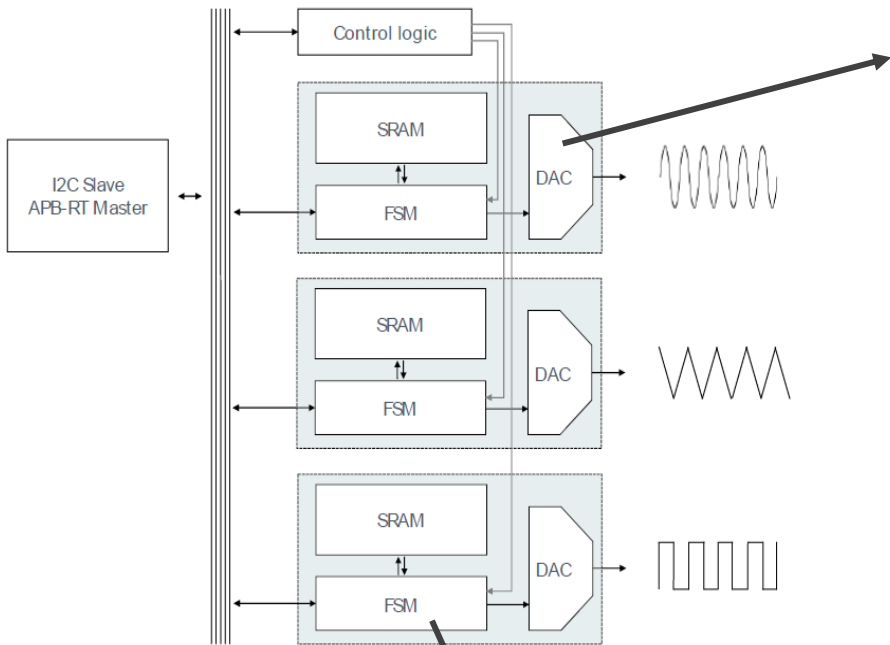 Control logic
I2C Slave
APB-RT Master
SRAM
FSM
DAC
SRAM
FSM
DAC
SRAM
FSM
DAC